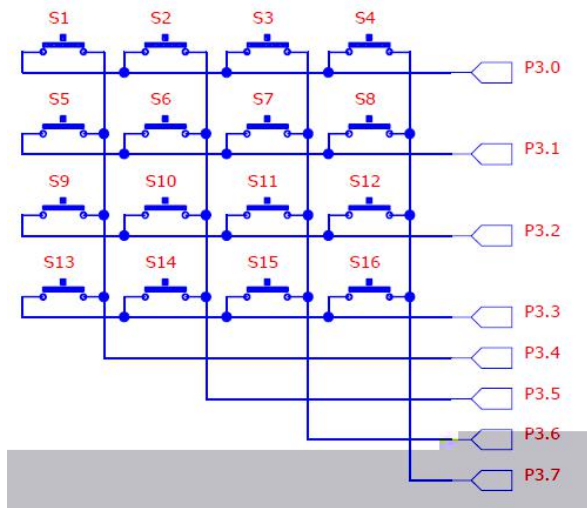 S1 S2 S3 S4
P3.0
S5 S6 S7 S8
P3.1
S9 S10 S11 S12
P3.2
S13 S14 S15 S16
P3.3
P3.4
P3.5
P3.6
P3.7